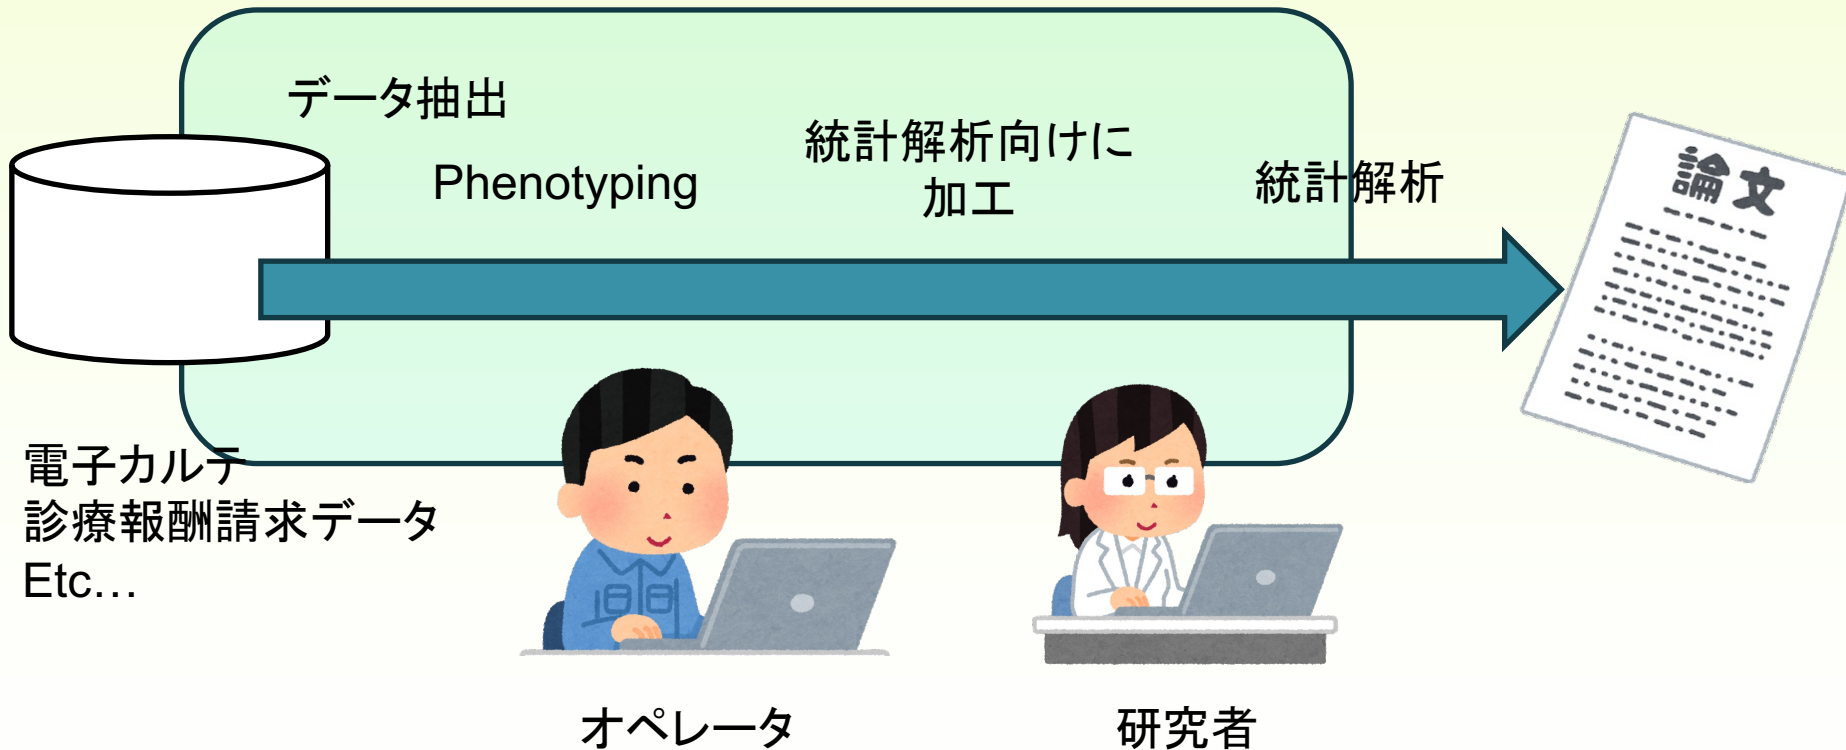 データ抽出
Phenotyping
統計解析向けに
加工
統計解析
論文
電子カルテ
診療報酬請求データ
Etc…
オペレータ
研究者